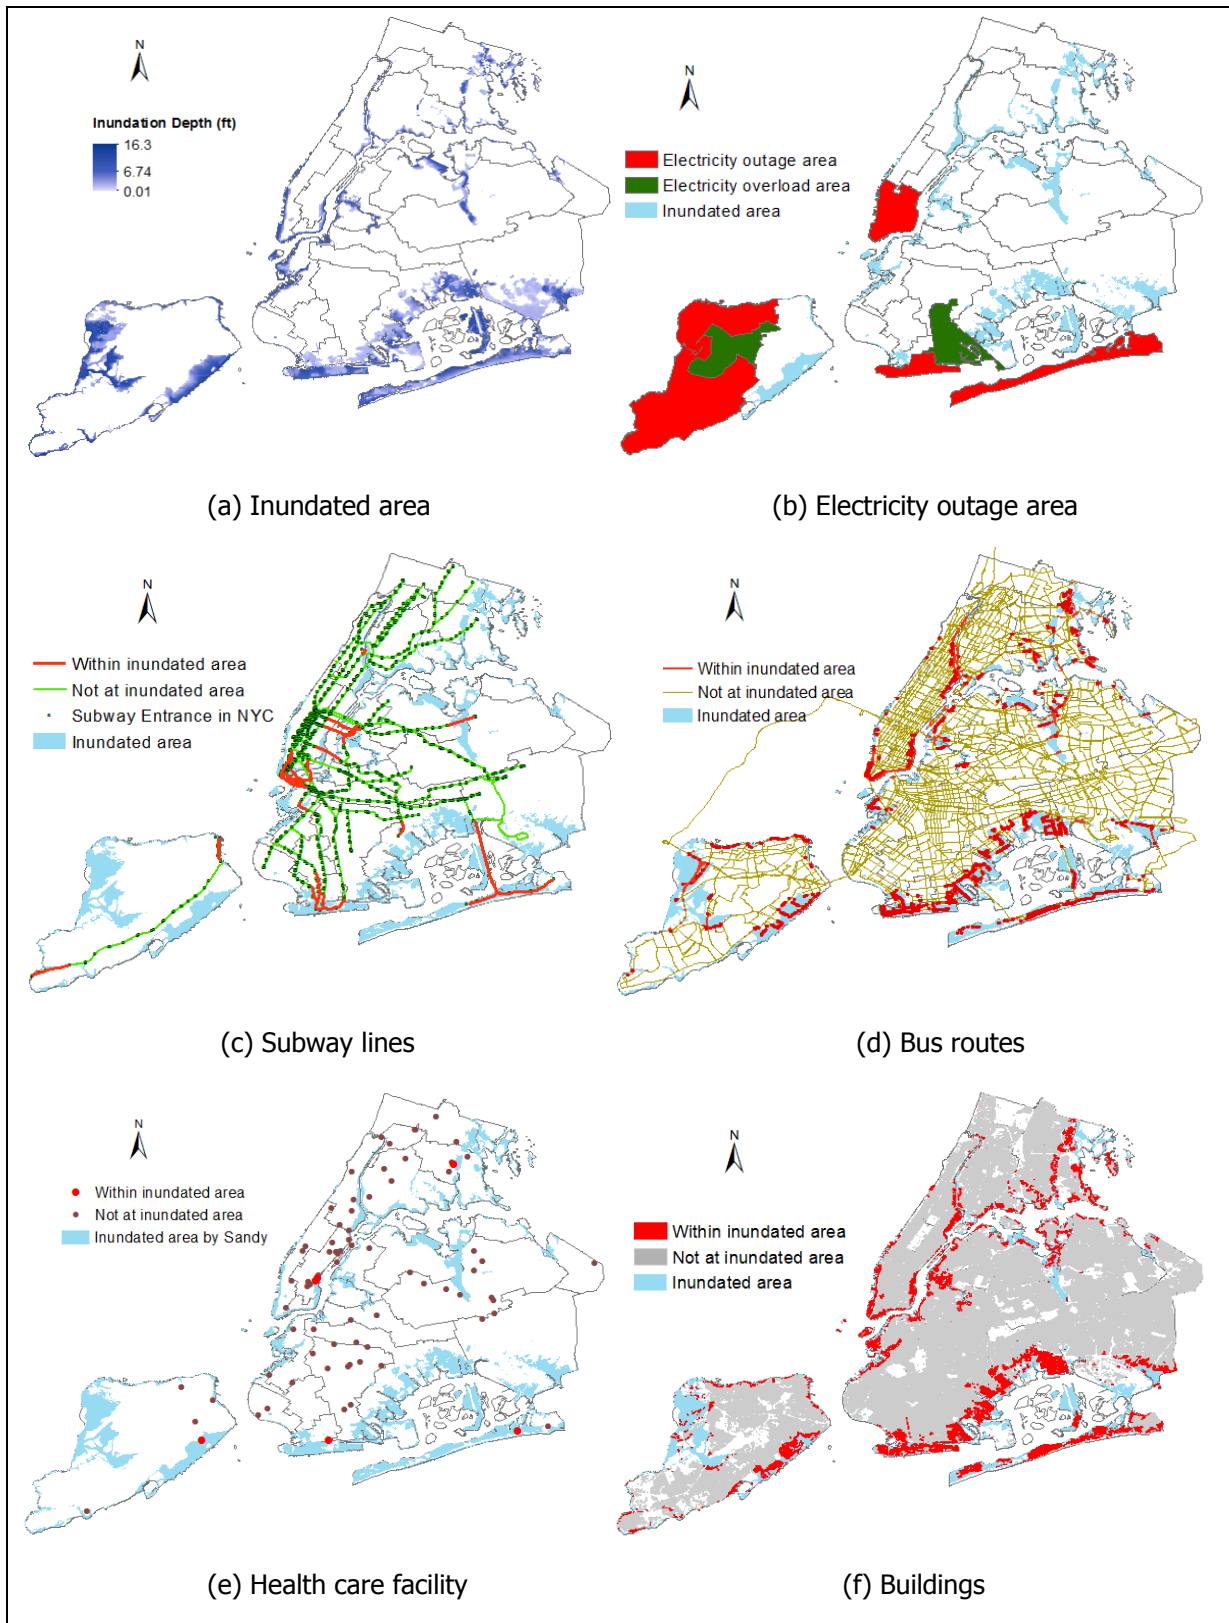 N
Inundation Depth (ft)
16.3
6.74
0.01
(a) Inundated area
N
Electricity outage area
Electricity overload area
Inundated area
(b) Electricity outage area
N
Within inundated area
Not at inundated area
Subway Entrance in NYC
Inundated area
(c) Subway lines
N
Within inundated area
Not at inundated area
Inundated area
(d) Bus routes
N
Within inundated area
Not at inundated area
Inundated area by Sandy
(e) Health care facility
N
Within inundated area
Not at inundated area
Inundated area
(f) Buildings